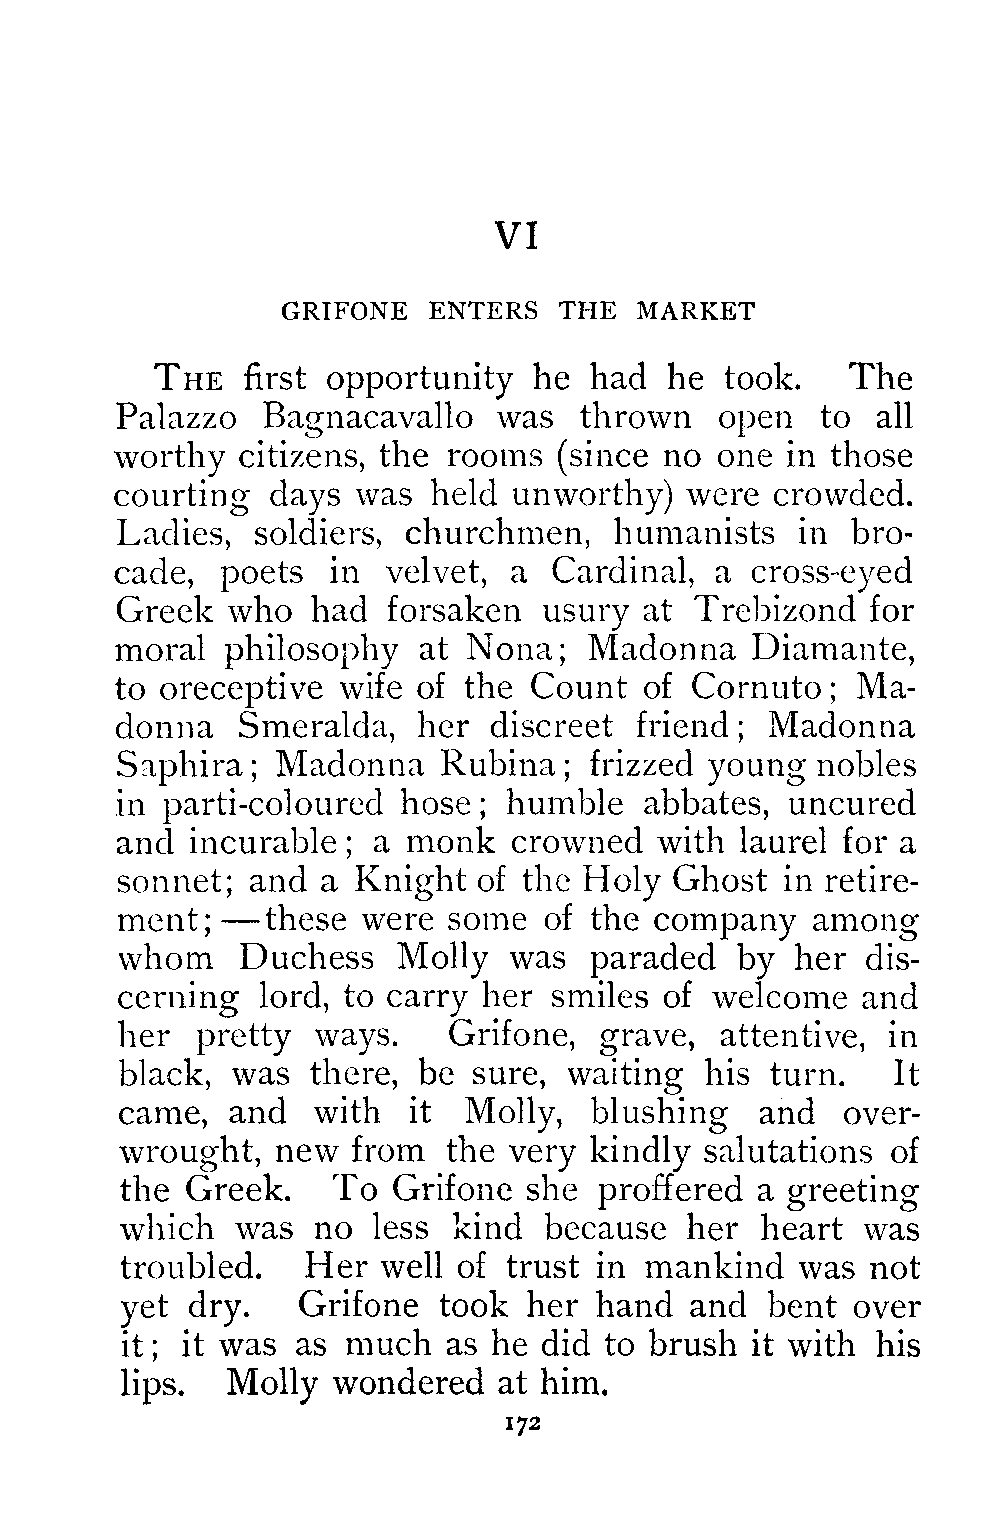 VI
GRIFONE ENTERS THE MARKET
THE first opportunity he had he took. The
Palazzo Bagnacavallo was thrown open to all
worthy citizens, the rooms (since no one in those
courting days was held unworthy) were crowded.
Ladies, soldiers, churchmen, humanists in bro-
cade, poets in velvet, a Cardinal, a cross-eyed
Greek who had forsaken usury at Trebizond for
moral philosophy at Nona; Madonna Diamante,
to oreceptive wife of the Count of Cornuto; Ma-
donna Smeralda, her discreet friend; Madonna
Saphira; Madonna Rubina; frizzed young nobles
in parti-coloured hose; humble abbates, uncured
and incurable; a monk crowned with laurel for a
sonnet; and a Knight of the Holy Ghost in retire-
ment;—these were some of the company among
whom Duchess Molly was paraded by her dis-
cerning lord, to carry her smiles of welcome and
her pretty ways. Grifone, grave, attentive, in
black, was there, be sure, waiting his turn. It
came, and with it Molly, blushing and over-
wrought, new from the very kindly salutations of
the Greek. To Grifone she proffered a greeting
which was no less kind because her heart was
troubled. Her well of trust in mankind was not
yet dry. Grifone took her hand and bent over
it; it was as much as he did to brush it with his
lips. Molly wondered at him.
172